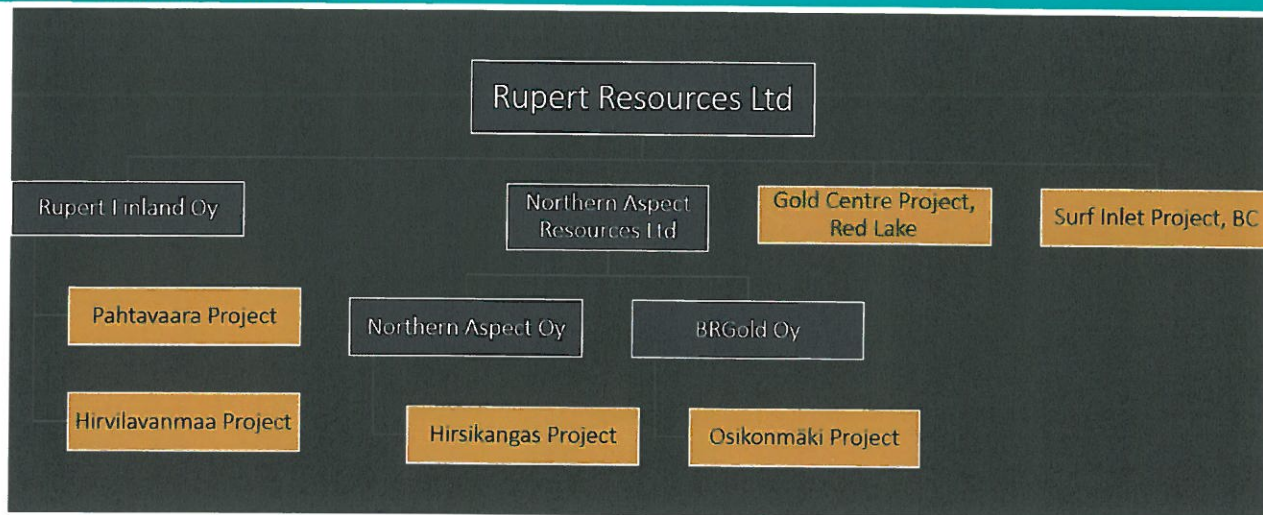 Rupert Resources Ltd
Rupert Finland Oy
Northern Aspect
Resources Ltd
Gold Centre Project,
Red Lake
Surf Inlet Project, BC
Pahtavaara Project
Northern Aspect Oy
BRGold Oy
Hirvilavanmaa Project
Hirsikangas Project
Osikonmäki Project